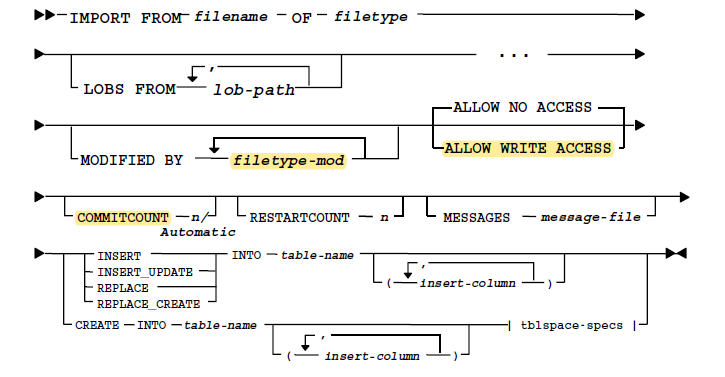 IMPORT FROM filename OF filetype
,
...
LOBS FROM lob-path
ALLOW NO ACCESS
MODIFIED BY filetype-mod ALLOW WRITE ACCESS
COMMITCOUNT n/ RESTARTCOUNT n MESSAGES message-file
Automatic
INSERT INTO table-name
,
INSERT_UPDATE
( insert-column )
REPLACE
REPLACE_CREATE
CREATE INTO table-name | tblspace-specs |
,
( insert-column )